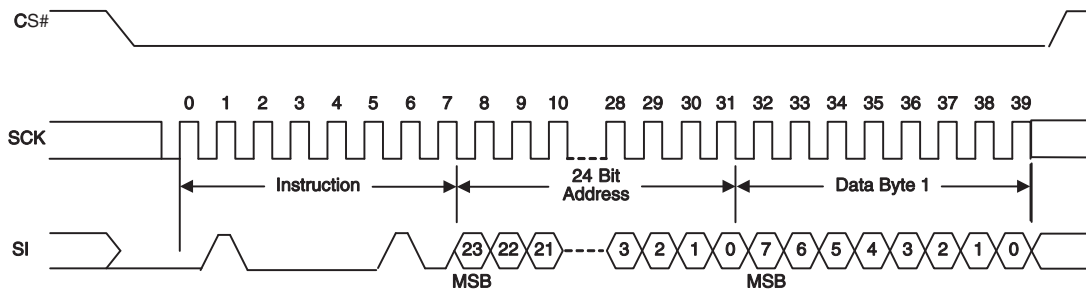 CS#
0 1 2 3 4 5 6 7 8 9 10 28 29 30 31 32 33 34 35 36 37 38 39
SCK
Instruction
24 Bit
Address
Data Byte 1
SI
23 22 21 3 2 1 0 7 6 5 4 3 2 1 0
MSB MSB